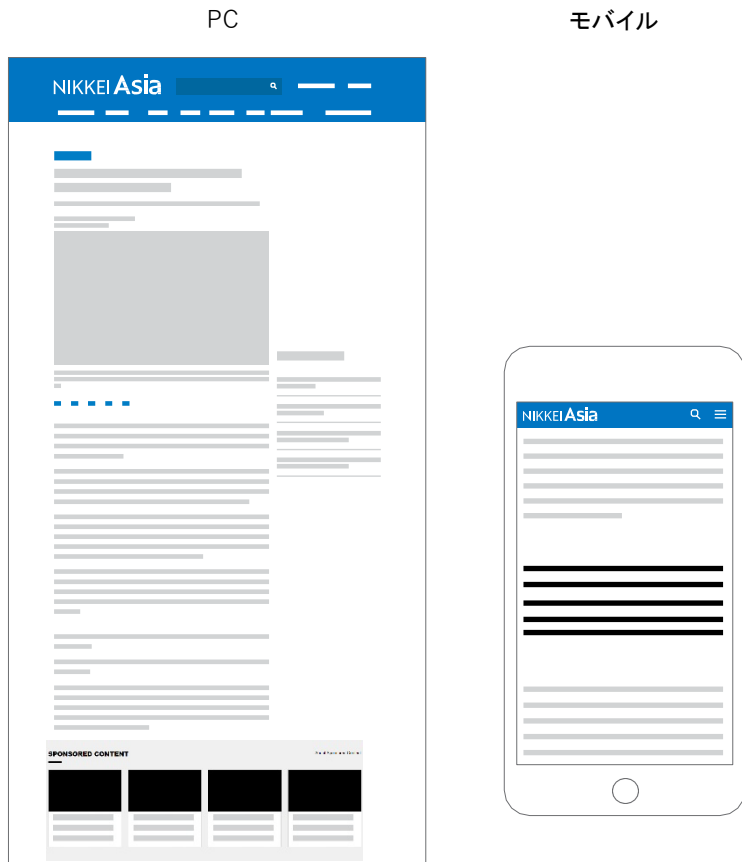 PC
モバイル
NIKKEI Asia
NIKKEI Asia
SPONSORED CONTENT